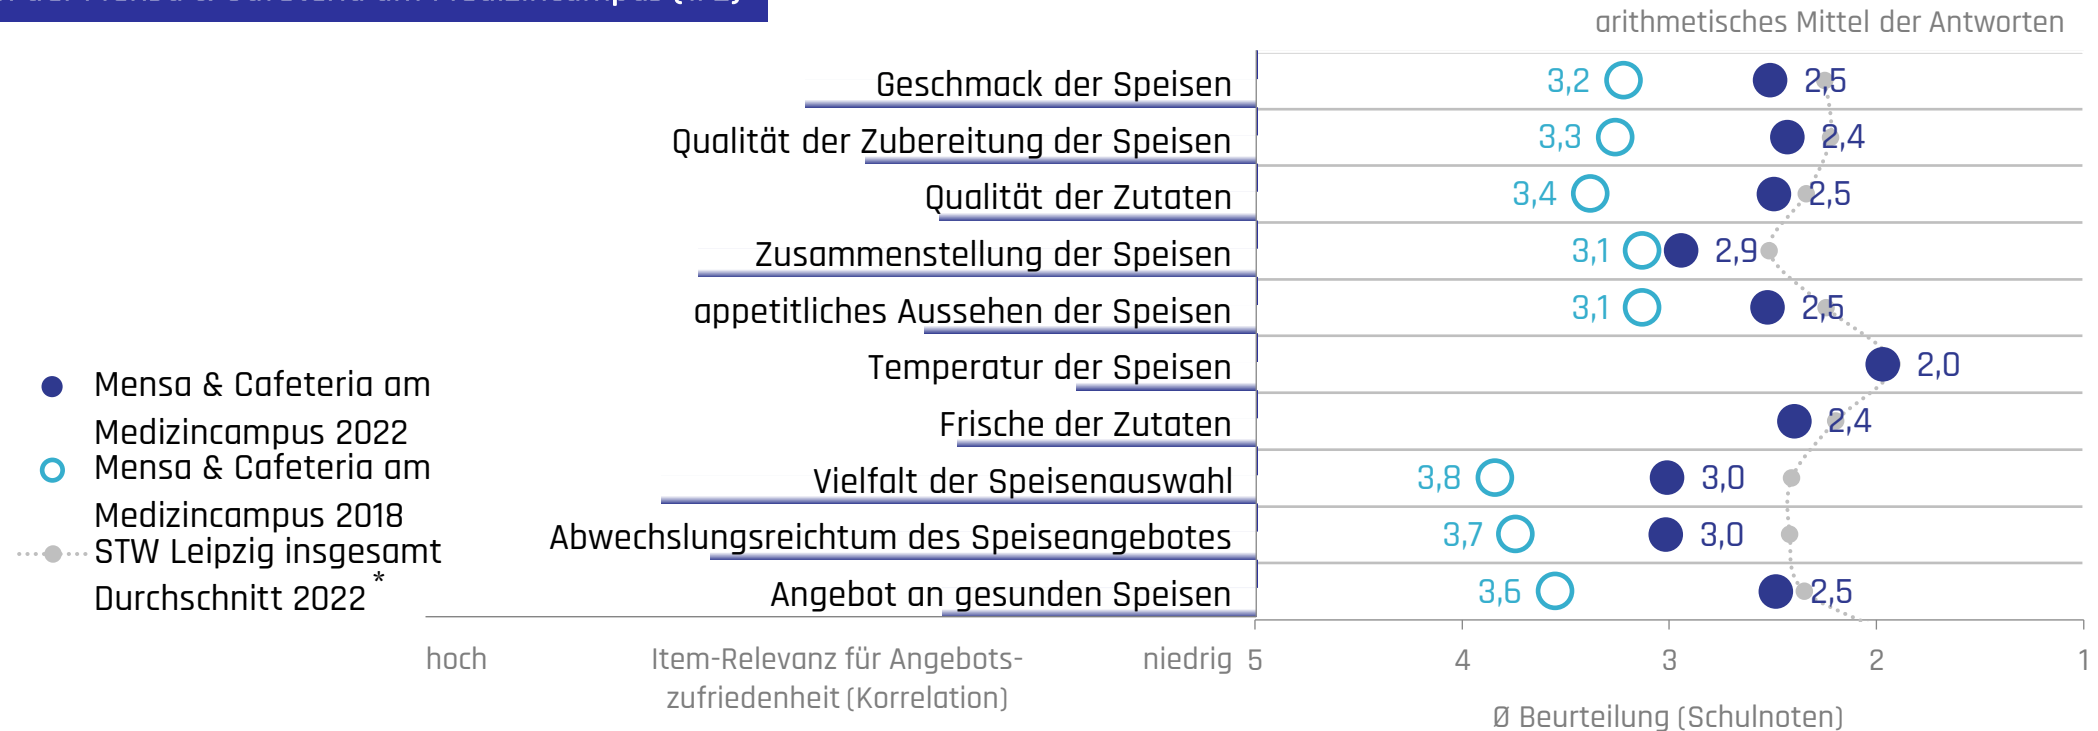 arithmetisches Mittel der Antworten
Geschmack der Speisen 3,2 2,5
Qualität der Zubereitung der Speisen 3,3 2,4
Qualität der Zutaten 3,4 2,5
Zusammenstellung der Speisen 3,1 2,9
appetitliches Aussehen der Speisen 3,1 2,5
Temperatur der Speisen 2,0
Frische der Zutaten 2,4
Vielfalt der Speisenauswahl 3,8 3,0
Abwechslungsreichtum des Speiseangebotes 3,7 3,0
Angebot an gesunden Speisen 3,6 2,5
Mensa & Cafeteria am
Medizincampus 2022
Mensa & Cafeteria am
Medizincampus 2018
STW Leipzig insgesamt
Durchschnitt 2022 *
hoch Item-Relevanz für Angebots- niedrig 5 4 3 2 1
zufriedenheit (Korrelation)
Ø Beurteilung (Schulnoten)